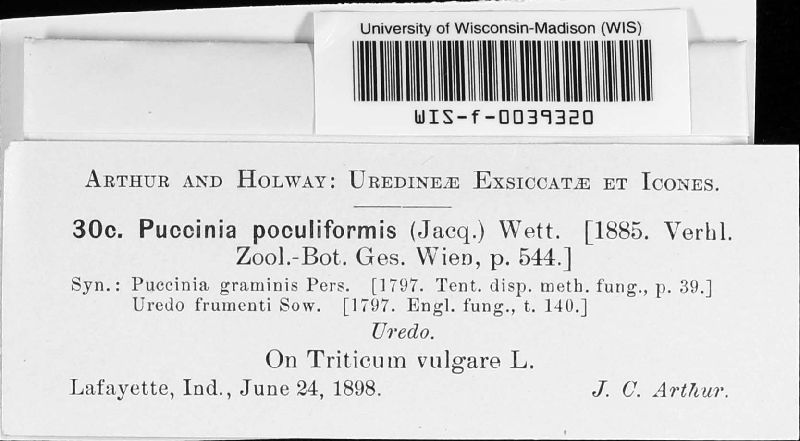 University of Wisconsin-Madison (WIS)
WIS-f-0039320
ARTHUR AND HOLWAY: UREDINEÆ EXSICCATÆ ET ICONES.
30c. Puccinia poculiformis (Jacq.) Wett. [1885. Verhl.
Zool.-Bot. Ges. Wien, p. 544.]
Syn.: Puccinia graminis Pers. [1797. Tent. disp. meth. fung., p. 39.]
Uredo frumenti Sow. [1797. Engl. fung., t. 140.]
Uredo.
On Triticum vulgare L.
Lafayette, Ind., June 24, 1898. J. C. Arthur.